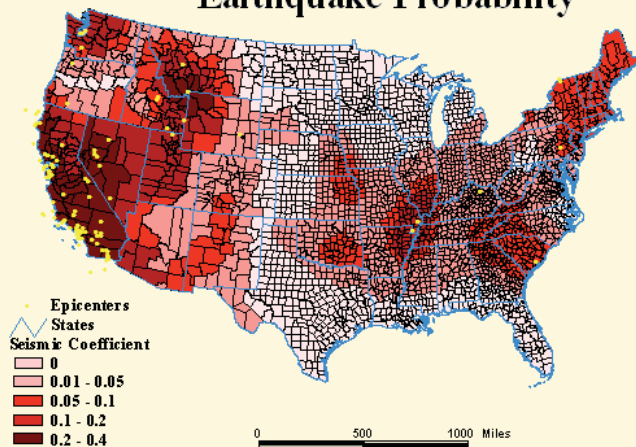 Earthquake Probability
Epicenters
States
Seismic Coefficient
0
0.01 - 0.05
0.05 - 0.1
0.1 - 0.2
0.2 - 0.4
0 500 1000 Miles